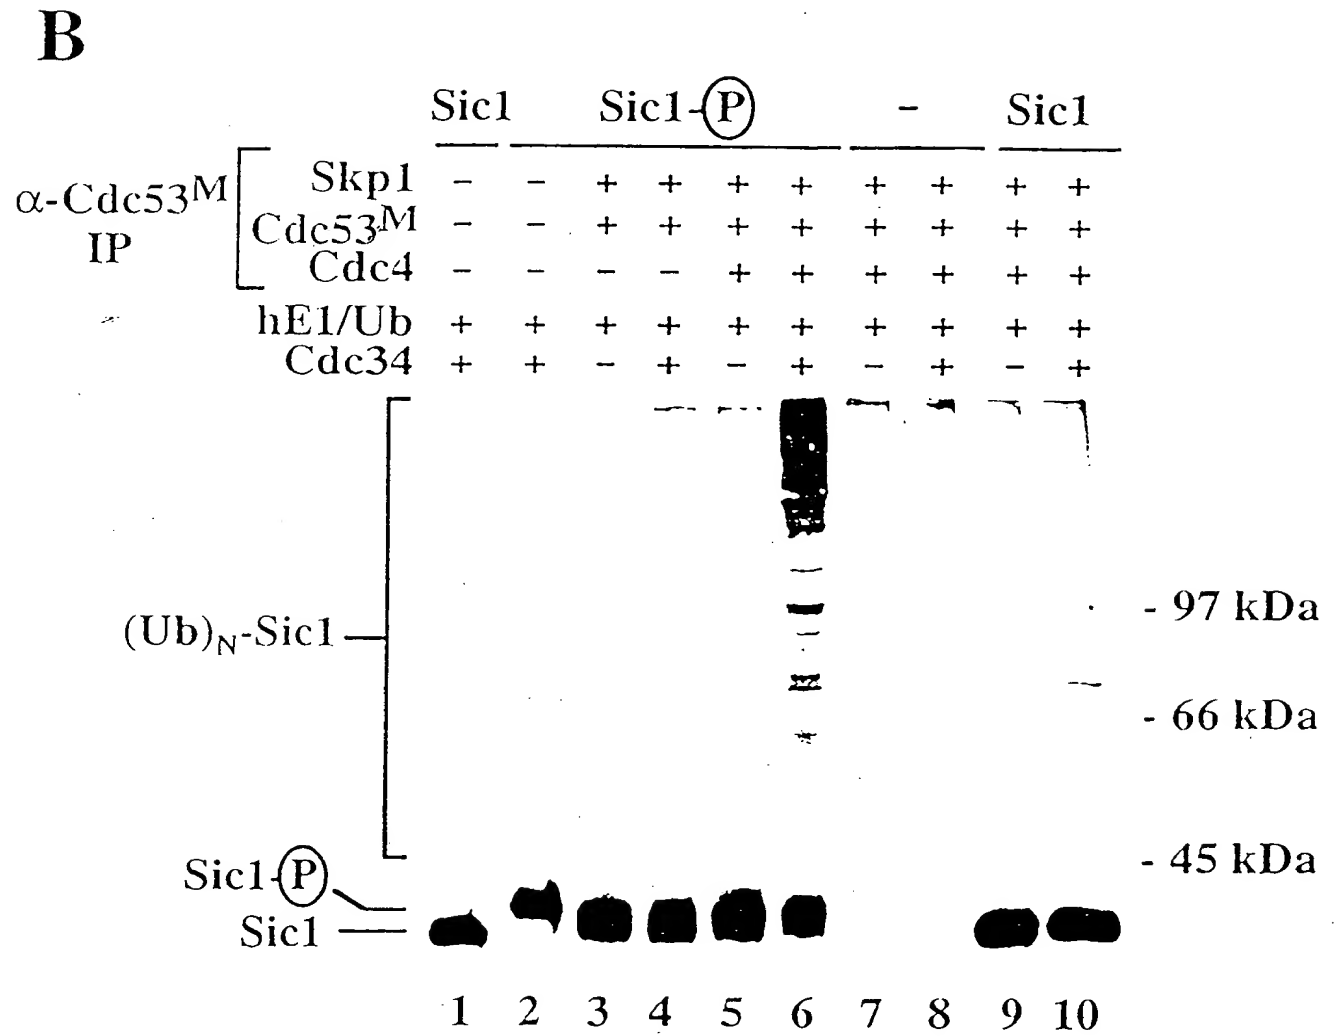 B
Sic1 Sic1-Ⓟ - Sic1
Skp1 - - + + + + + + + +
α-Cdc53M IP
Cdc53M - - + + + + + + + +
Cdc4 - - - - + + + + + +
hE1/Ub + + + + + + + + + +
Cdc34 + + - + - + - + - +
(Ub)N-Sic1
- 97 kDa
- 66 kDa
- 45 kDa
Sic1-Ⓟ
Sic1
1 2 3 4 5 6 7 8 9 10